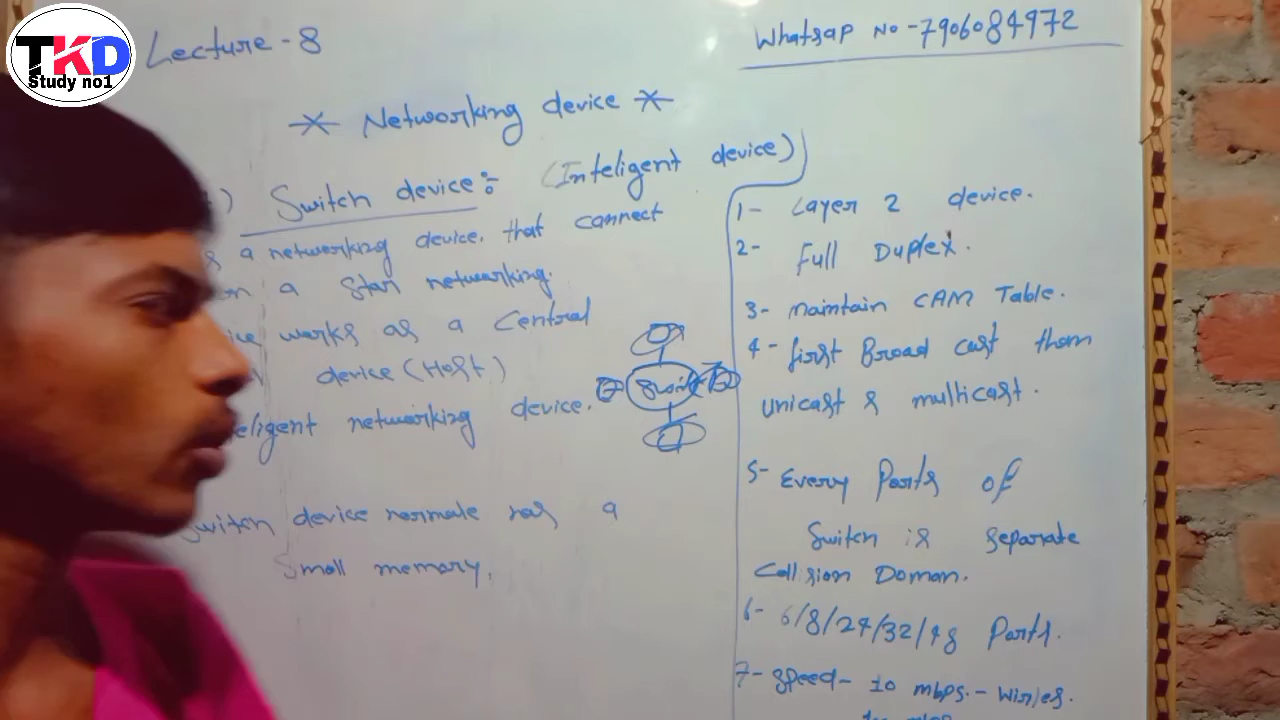 TKD
Study no1
Lecture - 8
Whatsap No - 7906084972
* Networking device *
) Switch device :- (Inteligent device)
a networking device. that connect
a Star networking.
works as a Central
device (Host)
eligent networking device.
Switch device normale has a
Small memory.
1- Layer 2 device.
2- Full Duplex.
3- maintain CAM Table.
4- first Broad cast them
unicast & multicast.
5- Every Ports of
Switch is separate
Collision Doman.
6- 6/8/24/32/48 Ports.
7- Speed- 10 mbps. -